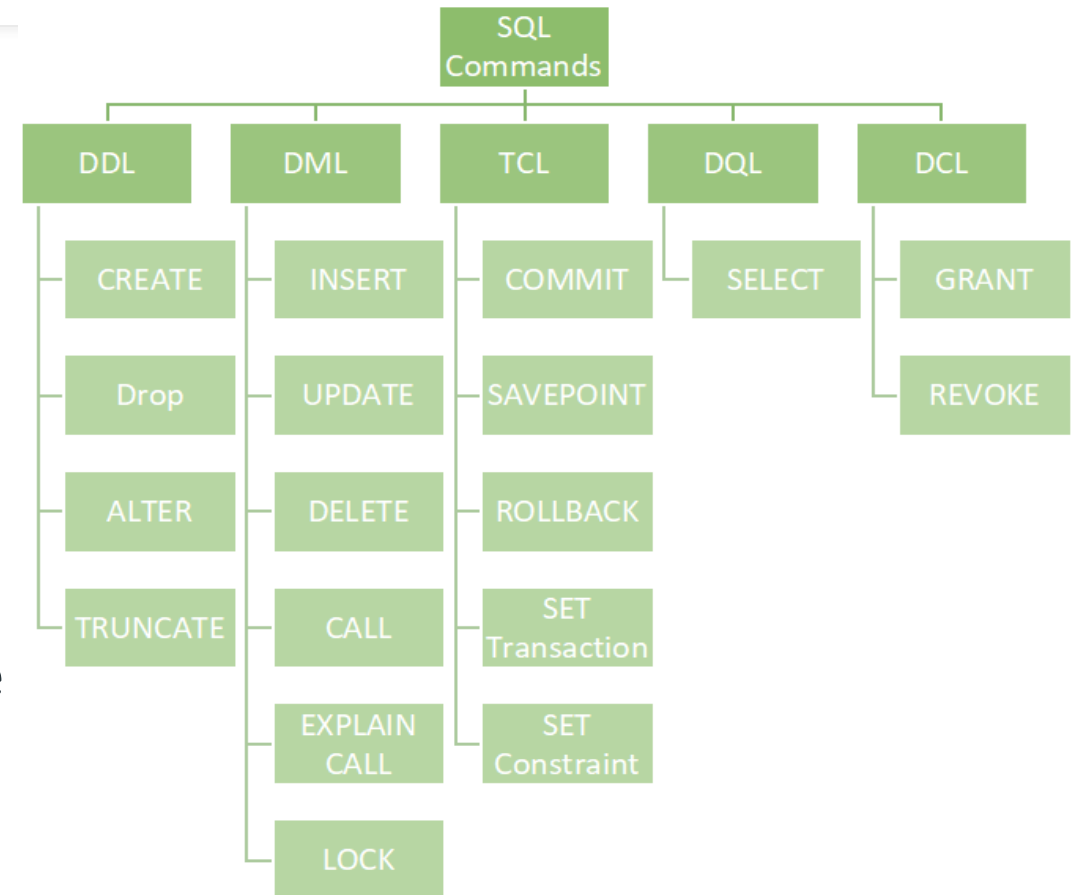 SQL
Commands
DDL
DML
TCL
DQL
DCL
CREATE
INSERT
COMMIT
SELECT
GRANT
Drop
UPDATE
SAVEPOINT
REVOKE
ALTER
DELETE
ROLLBACK
TRUNCATE
CALL
SET
Transaction
EXPLAIN
CALL
SET
Constraint
LOCK